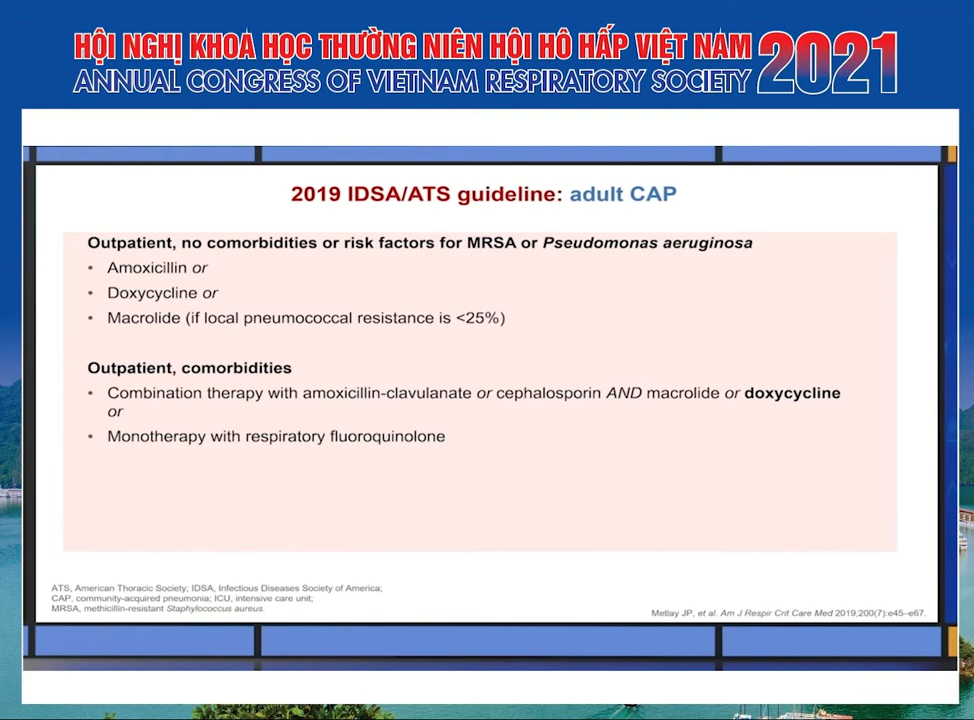 HỘI NGHỊ KHOA HỌC THƯỜNG NIÊN HỘI HÔ HẤP VIỆT NAM 2021
ANNUAL CONGRESS OF VIETNAM RESPIRATORY SOCIETY
2019 IDSA/ATS guideline: adult CAP
Outpatient, no comorbidities or risk factors for MRSA or Pseudomonas aeruginosa
• Amoxicillin or
• Doxycycline or
• Macrolide (if local pneumococcal resistance is <25%)
Outpatient, comorbidities
• Combination therapy with amoxicillin-clavulanate or cephalosporin AND macrolide or doxycycline
or
• Monotherapy with respiratory fluoroquinolone
ATS, American Thoracic Society; IDSA, Infectious Diseases Society of America;
CAP, community-acquired pneumonia; ICU, intensive care unit;
MRSA, methicillin-resistant Staphylococcus aureus.
Metlay JP, et al. Am J Respir Crit Care Med 2019;200(7):e45–e67.